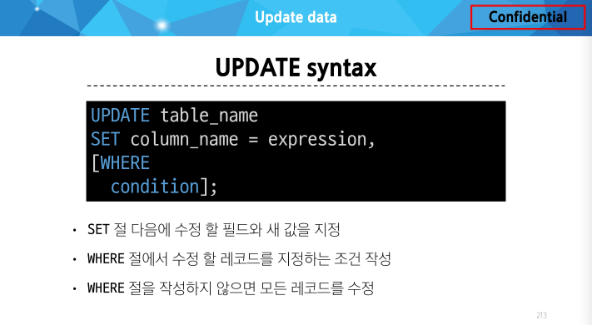 Update data
Confidential
UPDATE syntax
UPDATE table_name
SET column_name = expression,
[WHERE
condition];
• SET 절 다음에 수정 할 필드와 새 값을 지정
• WHERE 절에서 수정 할 레코드를 지정하는 조건 작성
• WHERE 절을 작성하지 않으면 모든 레코드를 수정
213